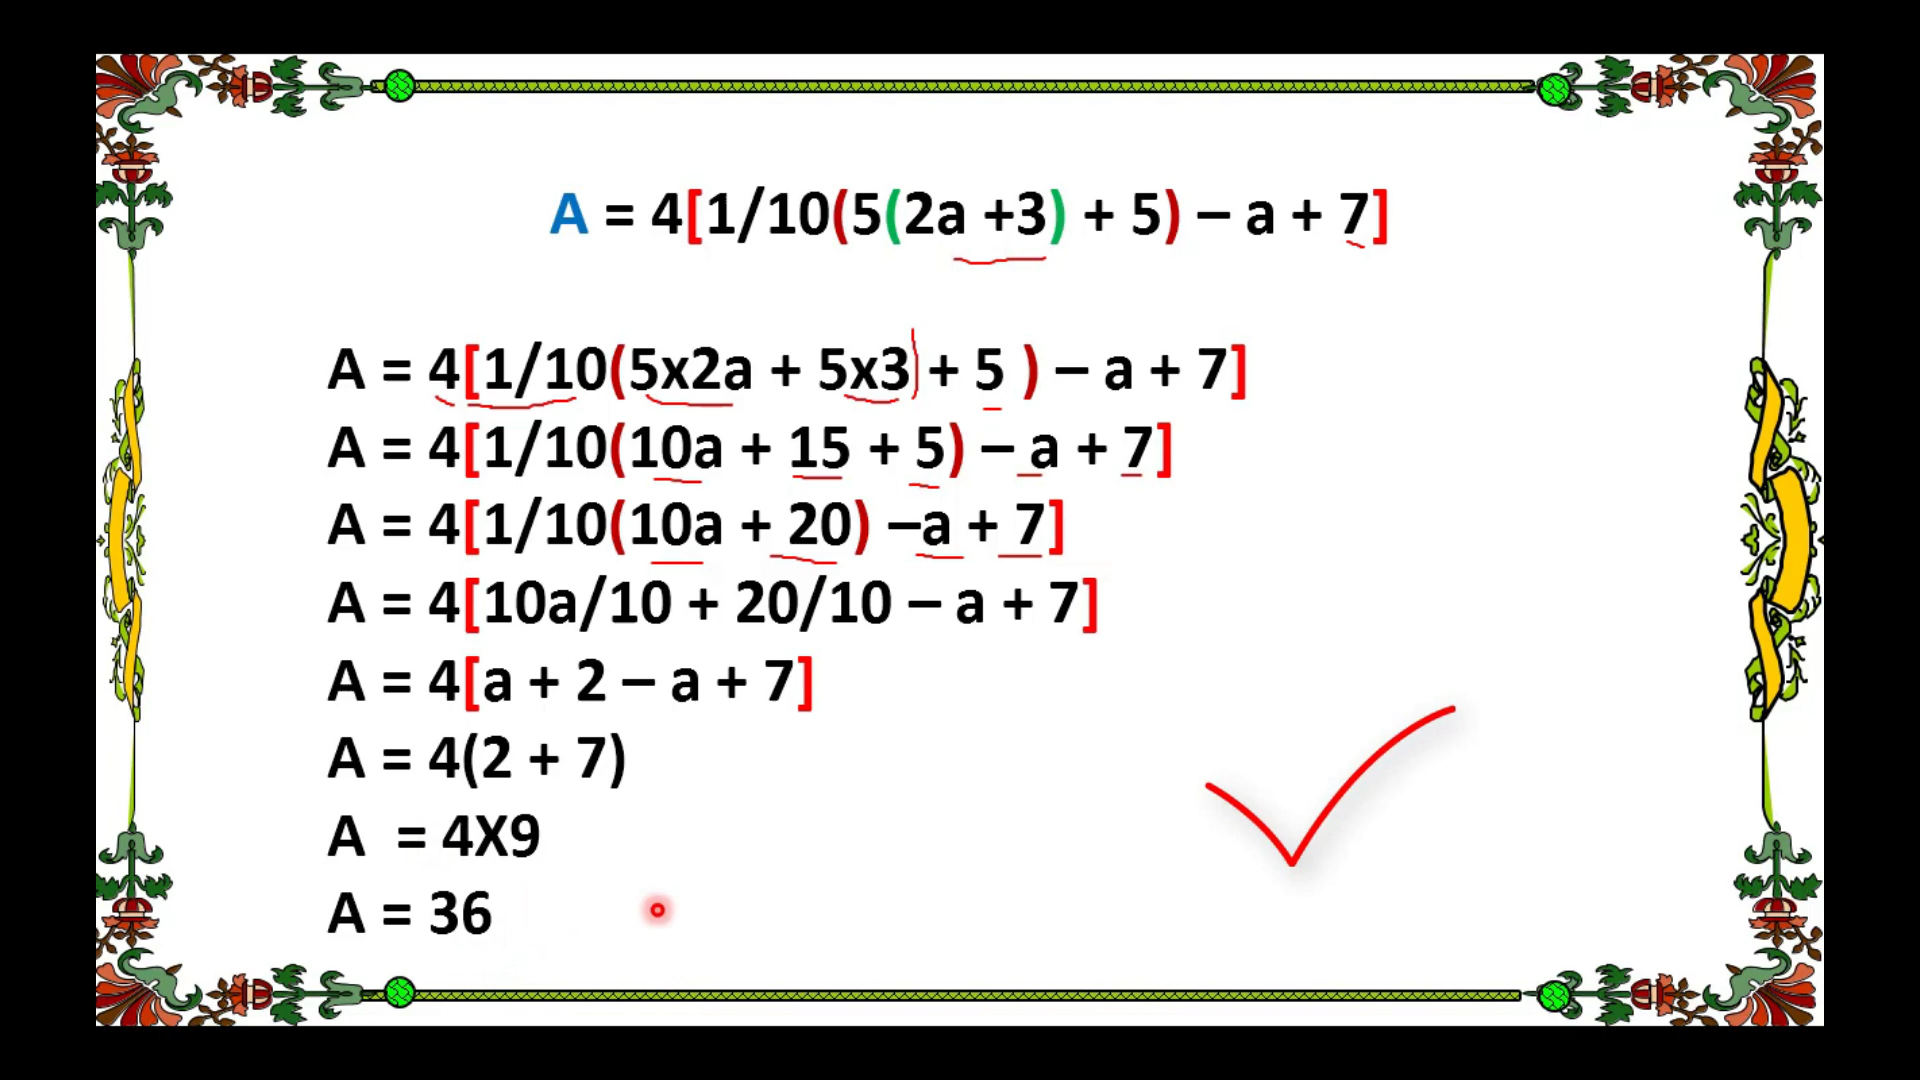 A = 4[1/10(5(2a +3) + 5) – a + 7]
A = 4[1/10(5x2a + 5x3 + 5 ) – a + 7]
A = 4[1/10(10a + 15 + 5) – a + 7]
A = 4[1/10(10a + 20) –a + 7]
A = 4[10a/10 + 20/10 – a + 7]
A = 4[a + 2 – a + 7]
A = 4(2 + 7)
A = 4X9
A = 36